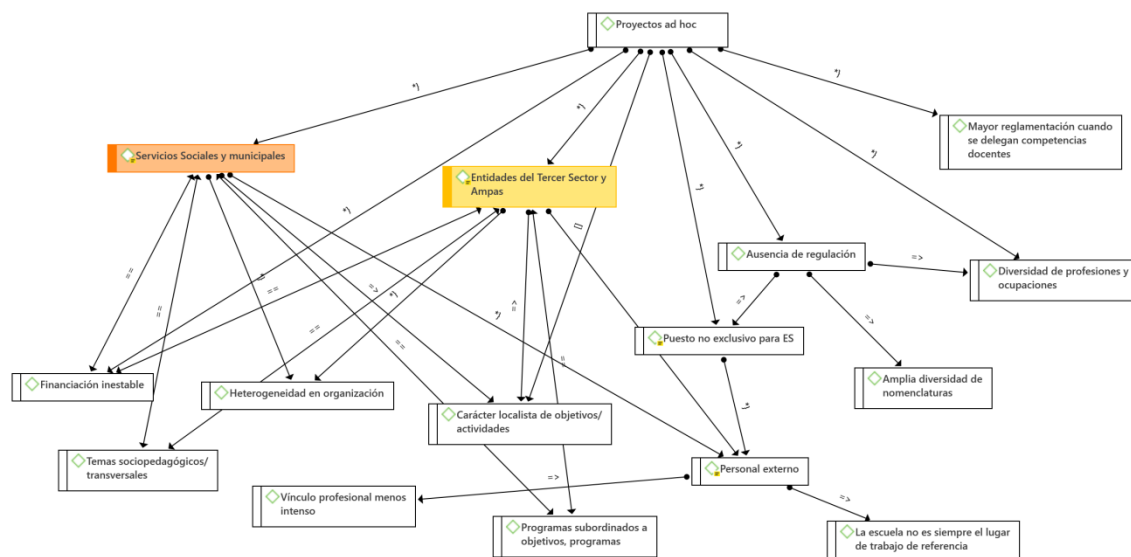 Proyectos ad hoc
*}
*}
*}
*}
*}
*}
*}
[]
Servicios Sociales y municipales
Entidades del Tercer Sector y
Ampas
Mayor reglamentación cuando
se delegan competencias
docentes
Ausencia de regulación
Diversidad de profesiones y
ocupaciones
=>
=>
=>
==
==
==
==
==
==
=>
=>
*}
*}
*}
*}
Puesto no exclusivo para ES
Amplia diversidad de
nomenclaturas
Financiación inestable
Heterogeneidad en organización
Carácter localista de objetivos/
actividades
Temas sociopedagógicos/
transversales
Personal externo
=>
=>
Vínculo profesional menos
intenso
Programas subordinados a
objetivos, programas
La escuela no es siempre el lugar
de trabajo de referencia